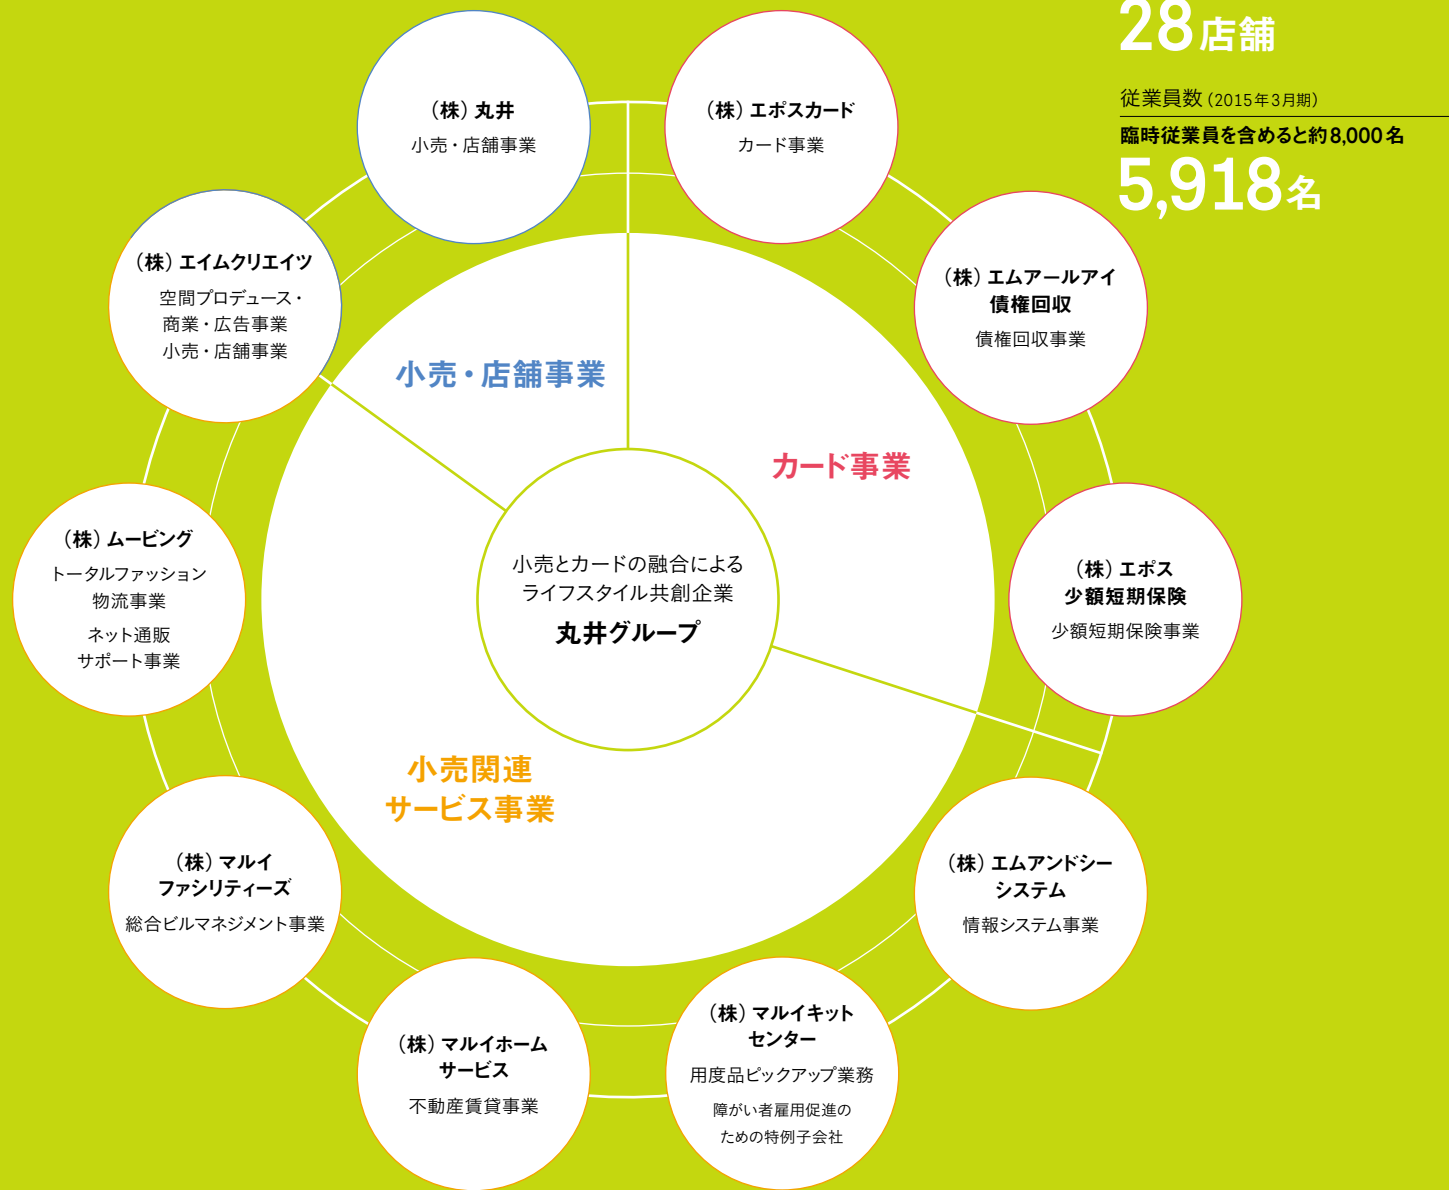 28店舗
従業員数 (2015年3月期)
臨時従業員を含めると約8,000名
5,918名
(株) 丸井
小売・店舗事業
(株) エポスカード
カード事業
(株) エイムクリエイツ
空間プロデュース・
商業・広告事業
小売・店舗事業
(株) エムアールアイ
債権回収
債権回収事業
小売・店舗事業
カード事業
(株) ムービング
トータルファッション
物流事業
ネット通販
サポート事業
小売とカードの融合による
ライフスタイル共創企業
丸井グループ
(株) エポス
少額短期保険
少額短期保険事業
小売関連
サービス事業
(株) マルイ
ファシリティーズ
総合ビルマネジメント事業
(株) エムアンドシー
システム
情報システム事業
(株) マルイホーム
サービス
不動産賃貸事業
(株) マルイキット
センター
用度品ピックアップ業務
障がい者雇用促進の
ための特例子会社